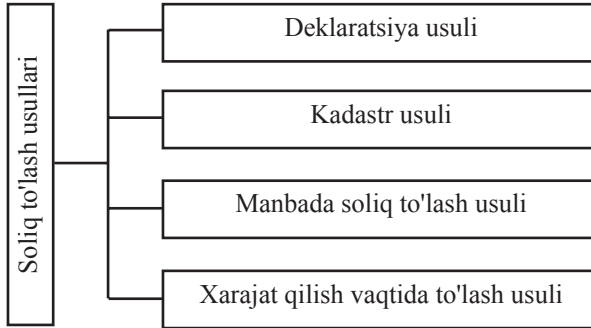 Soliq to'lash usullari
Deklaratsiya usuli
Kadastr usuli
Manbada soliq to'lash usuli
Xarajat qilish vaqtida to'lash usuli